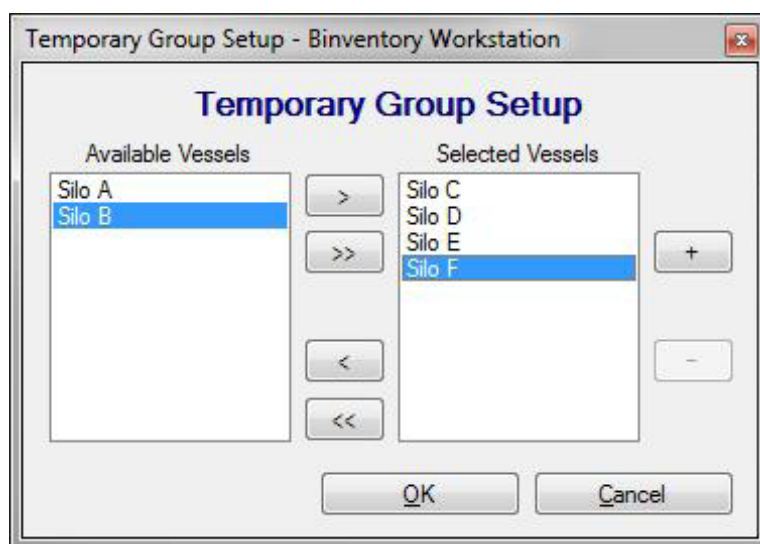 Temporary Group Setup - Binventory Workstation
x
Temporary Group Setup
Available Vessels
Selected Vessels
Silo A
Silo B
>
>>
<
<<
Silo C
Silo D
Silo E
Silo F
+
-
OK
Cancel